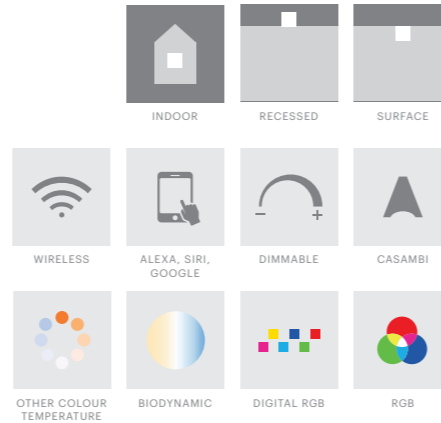 INDOOR
RECESSED
SURFACE
WIRELESS
ALEXA, SIRI,
GOOGLE
DIMMABLE
CASAMBI
OTHER COLOUR
TEMPERATURE
BIODYNAMIC
DIGITAL RGB
RGB